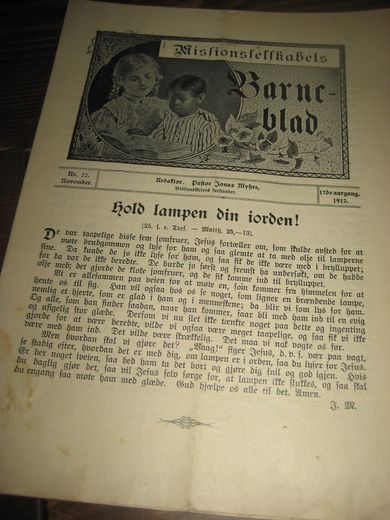 Missionsselskabets
Barne-
blad
Nr. 22.
November.
Redaktør. Pastor Jonas Myhre,
Missionsskolens forstander.
17de aargang.
1912.
Hold lampen din iorden!
(25. s. e. Tref. — Matth. 25, —13).
De var taapelige dem fem jomfruer, Jesus fortæller om, som skulde avsted for at
møte brudgommen og lyse for ham og saa glemte at ta med olje til lamperne
sine. Da kunde de jo ikke lyse for ham, og saa fik de ikke være med i brylluppet;
for da var de ikke beredte. De burde jo først og fremst ha undersøkt, om de hadde
olje med; det gjorde de kloke jomfruer, og de fik komme ind til bryllupet.
Vi er allesammen paa veien for at møte en, som kommer fra himmelen for at
hente os til sig. Han vil ogsaa hos os se noget, som ligner en brændende lampe,
nemlig et hjerte, som er glad i ham og i menneskene; da blir vi som lys for ham.
Og alle, som han finder saadan, naar han kommer, faar bli med ham ind til en evig
og usigelig stor glæde. Dersom vi nu slet ikke tænkte noget paa dette og ingenting
gjorde for at være beredte, vilde vi ogsaa være meget taapelige, og saa fik vi ikke
være med ham ind. Det vilde være strækkelig. Det maa vi nok vogte os for.
Men hvordan skal vi gjøre det? „Vaag!“ siger Jesus, d. v. s. vær paa vagt,
se stadig efter, hvordan det er med dig, om lampen er i orden, saa du lyser for Jesus.
Er der noget iveien, saa bed ham ta det bort og gjøre dig snil og god igjen. Hvis
du daglig gjør det, saa vil Jesus selv sørge for, at lampen ikke slukkes, og saa skal
du engang saa møte ham med glæde. Gud hjælpe os alle til det. Amen.
J. M.